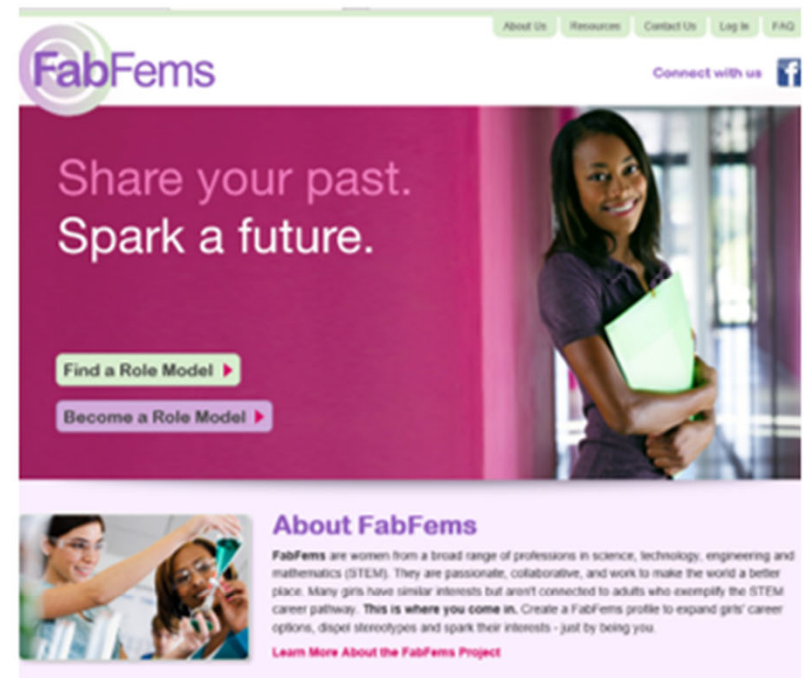 About Us Resources Contact Us Log In FAQ
FabFems
Connect with us f
Share your past.
Spark a future.
Find a Role Model
Become a Role Model
About FabFems
FabFems are women from a broad range of professions in science, technology, engineering and
mathematics (STEM). They are passionate, collaborative, and work to make the world a better
place. Many girls have similar interests but aren't connected to adults who exemplify the STEM
career pathway. This is where you come in. Create a FabFems profile to expand girls' career
options, dispel stereotypes and spark their interests - just by being you.
Learn More About the FabFems Project